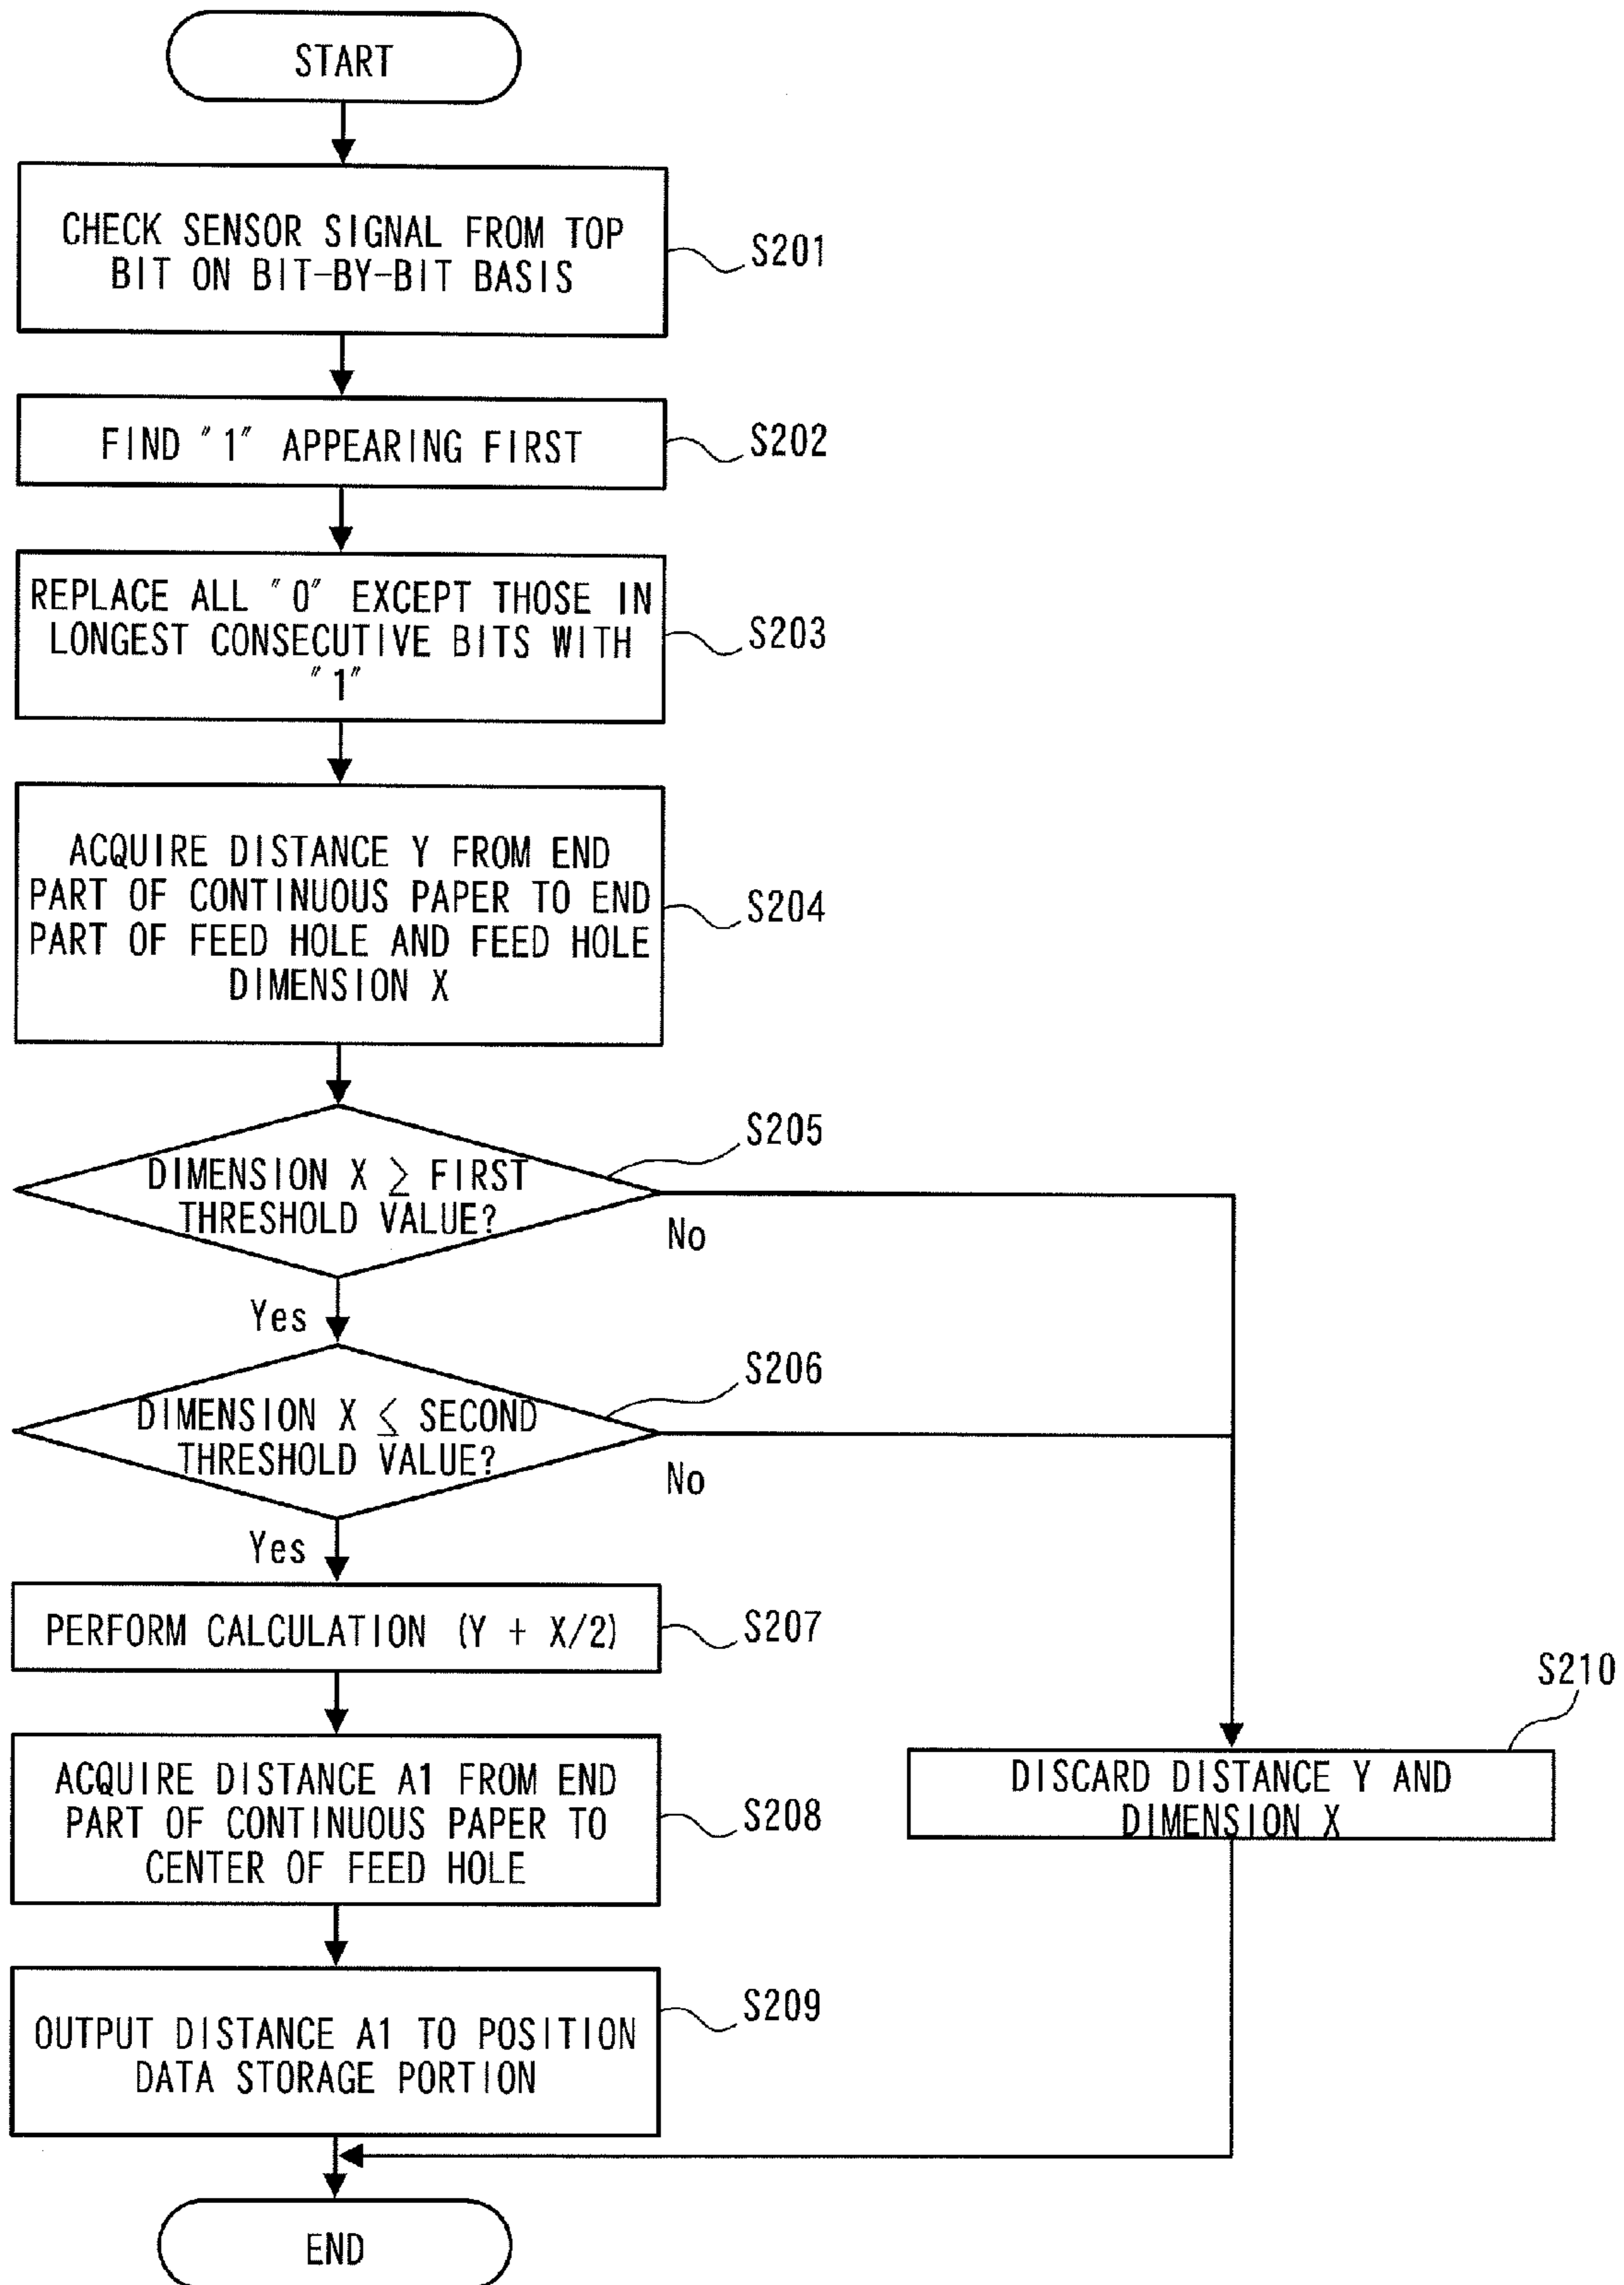 START
CHECK SENSOR SIGNAL FROM TOP
BIT ON BIT-BY-BIT BASIS
S201
FIND "1" APPEARING FIRST
S202
REPLACE ALL "0" EXCEPT THOSE IN
LONGEST CONSECUTIVE BITS WITH
"1"
S203
ACQUIRE DISTANCE Y FROM END
PART OF CONTINUOUS PAPER TO END
PART OF FEED HOLE AND FEED HOLE
DIMENSION X
S204
DIMENSION X ≥ FIRST
THRESHOLD VALUE?
S205
No
Yes
DIMENSION X ≤ SECOND
THRESHOLD VALUE?
S206
No
Yes
PERFORM CALCULATION (Y + X/2)
S207
ACQUIRE DISTANCE A1 FROM END
PART OF CONTINUOUS PAPER TO
CENTER OF FEED HOLE
S208
DISCARD DISTANCE Y AND
DIMENSION X
S210
OUTPUT DISTANCE A1 TO POSITION
DATA STORAGE PORTION
S209
END